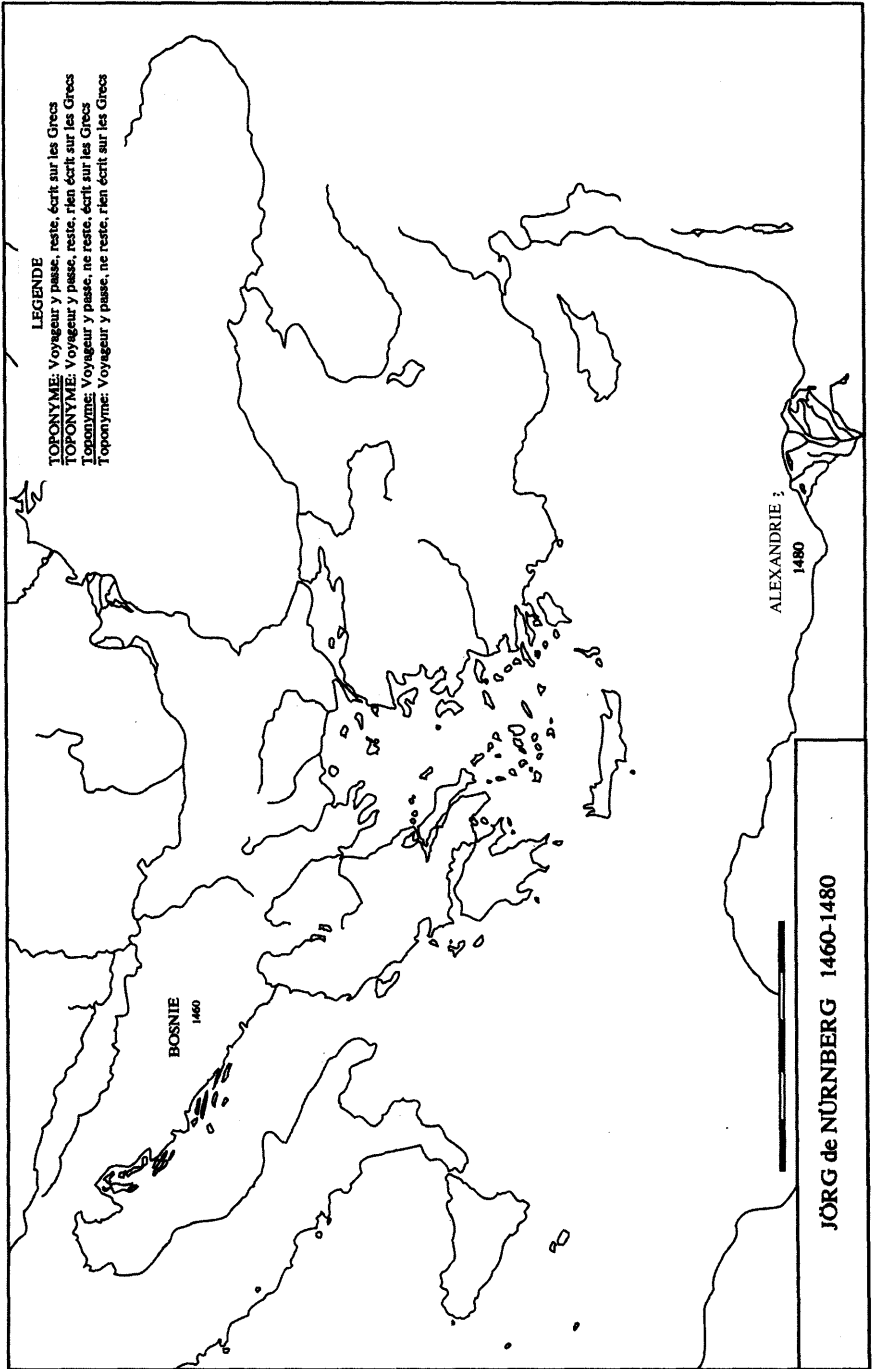 LEGENDE
TOPONYME: Voyageur y passe, reste, écrit sur les Grecs
TOPONYME: Voyageur y passe, reste, rien écrit sur les Grecs
Toponyme: Voyageur y passe, ne reste, écrit sur les Grecs
Toponyme: Voyageur y passe, ne reste, rien écrit sur les Grecs
BOSNIE
1460
ALEXANDRIE ?
1480
JÖRG de NÜRNBERG 1460-1480